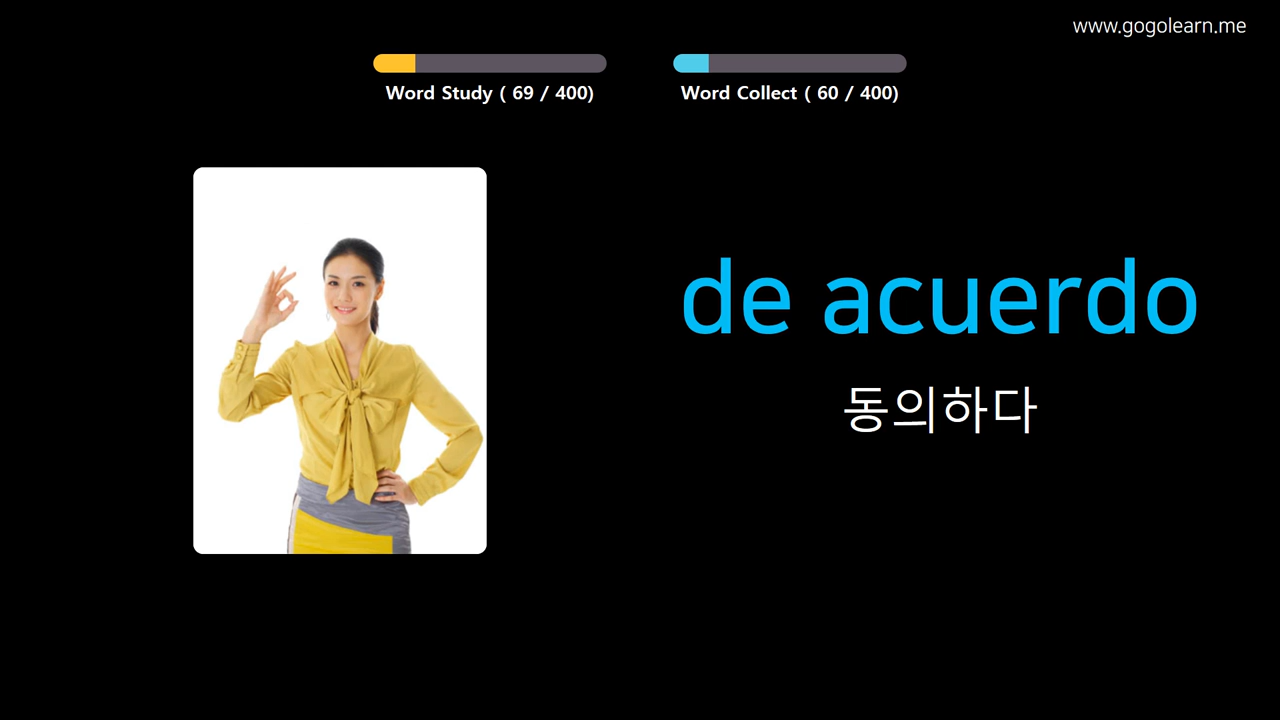 www.gogolearn.me
Word Study ( 69 / 400)
Word Collect ( 60 / 400)
de acuerdo
동의하다